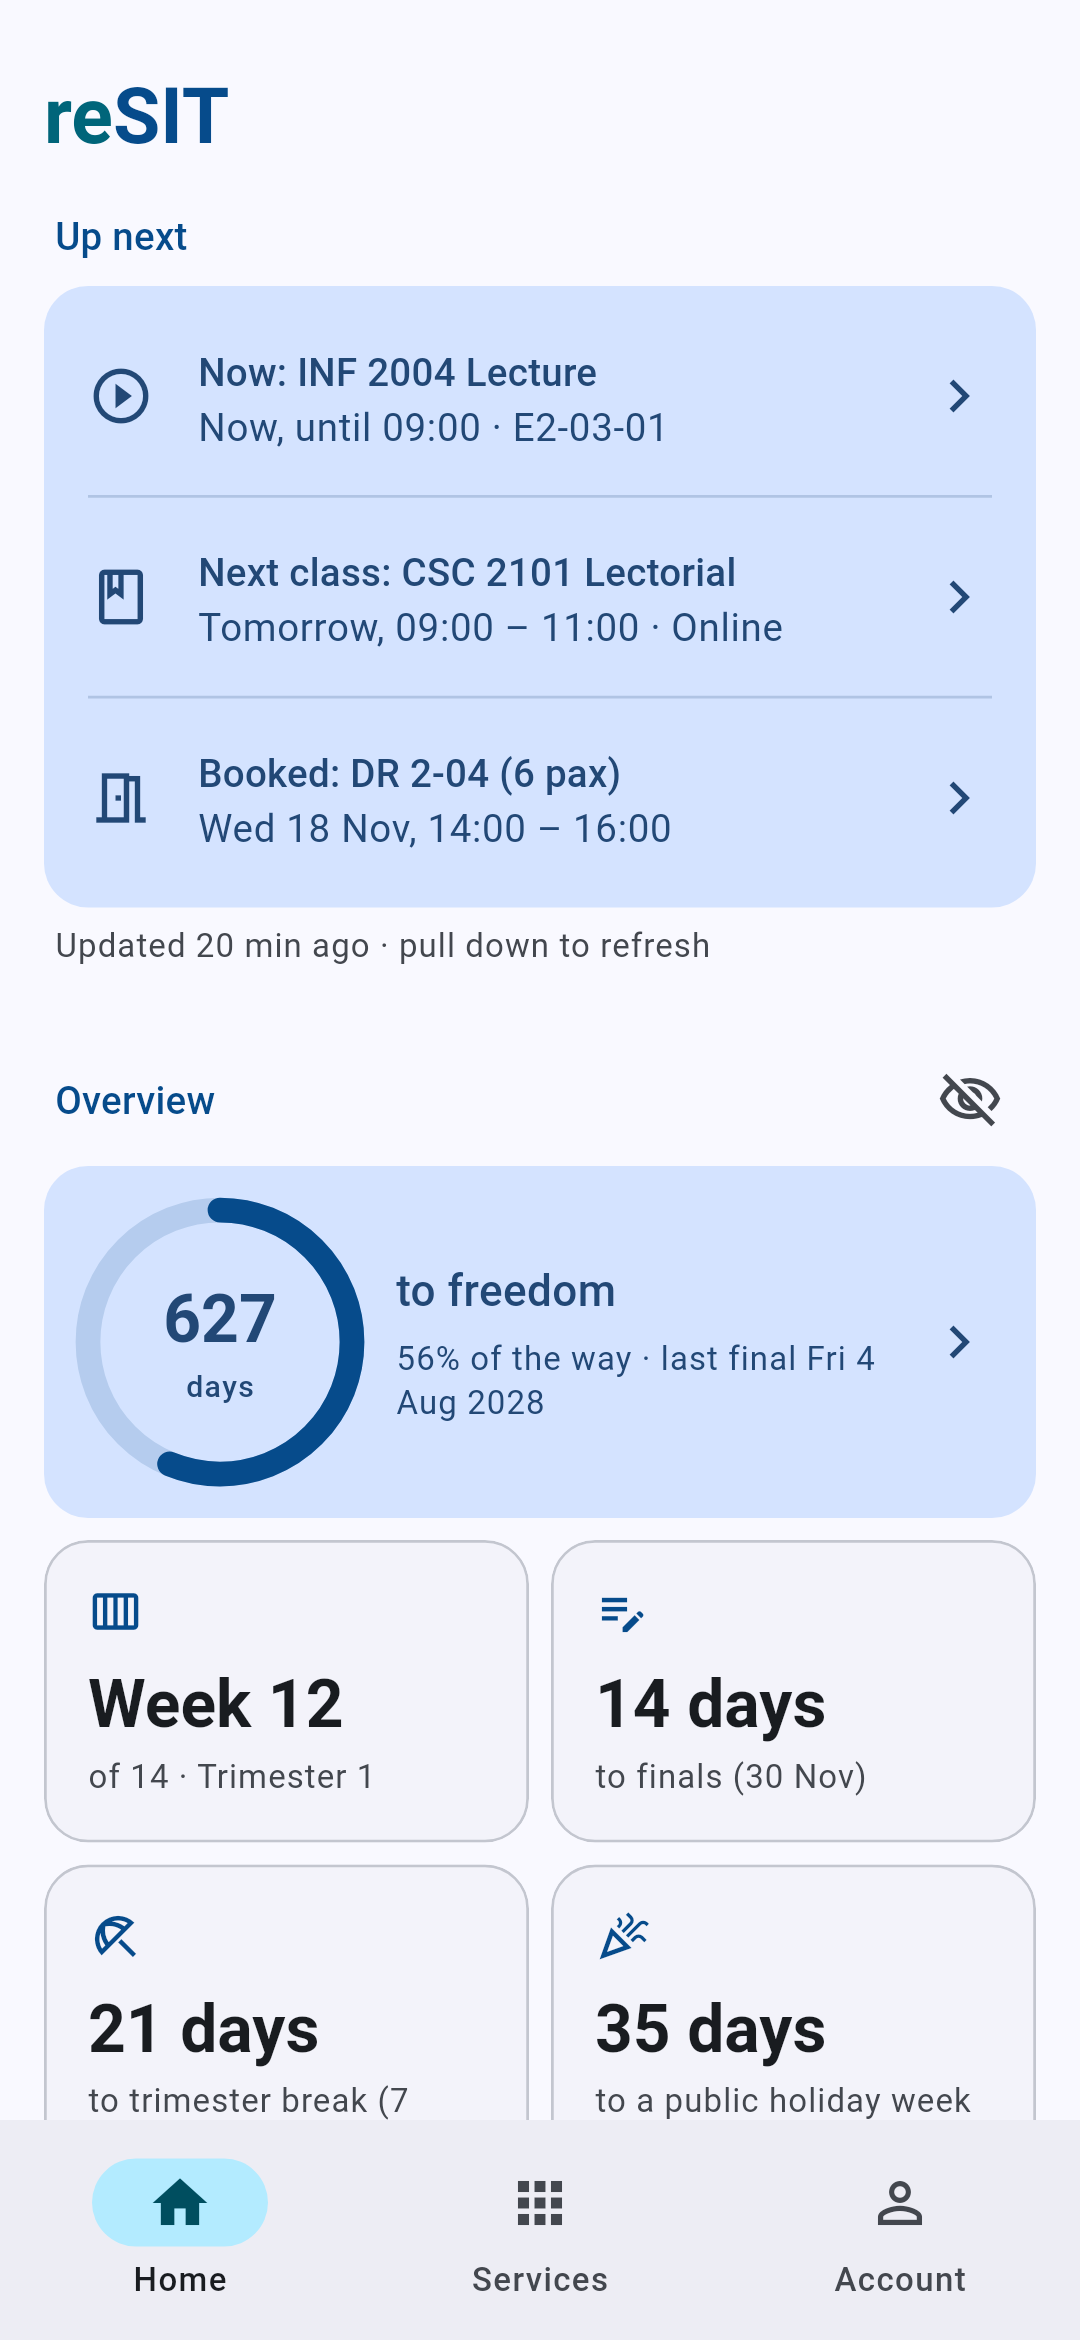 reSIT
Up next
Now: INF 2004 Lecture
Now, until 09:00 · E2-03-01
Next class: CSC 2101 Lectorial
Tomorrow, 09:00 – 11:00 · Online
Booked: DR 2-04 (6 pax)
Wed 18 Nov, 14:00 – 16:00
Updated 20 min ago · pull down to refresh
Overview
627
days
to freedom
56% of the way · last final Fri 4
Aug 2028
Week 12
of 14 · Trimester 1
14 days
to finals (30 Nov)
21 days
to trimester break (7
35 days
to a public holiday week
Home
Services
Account